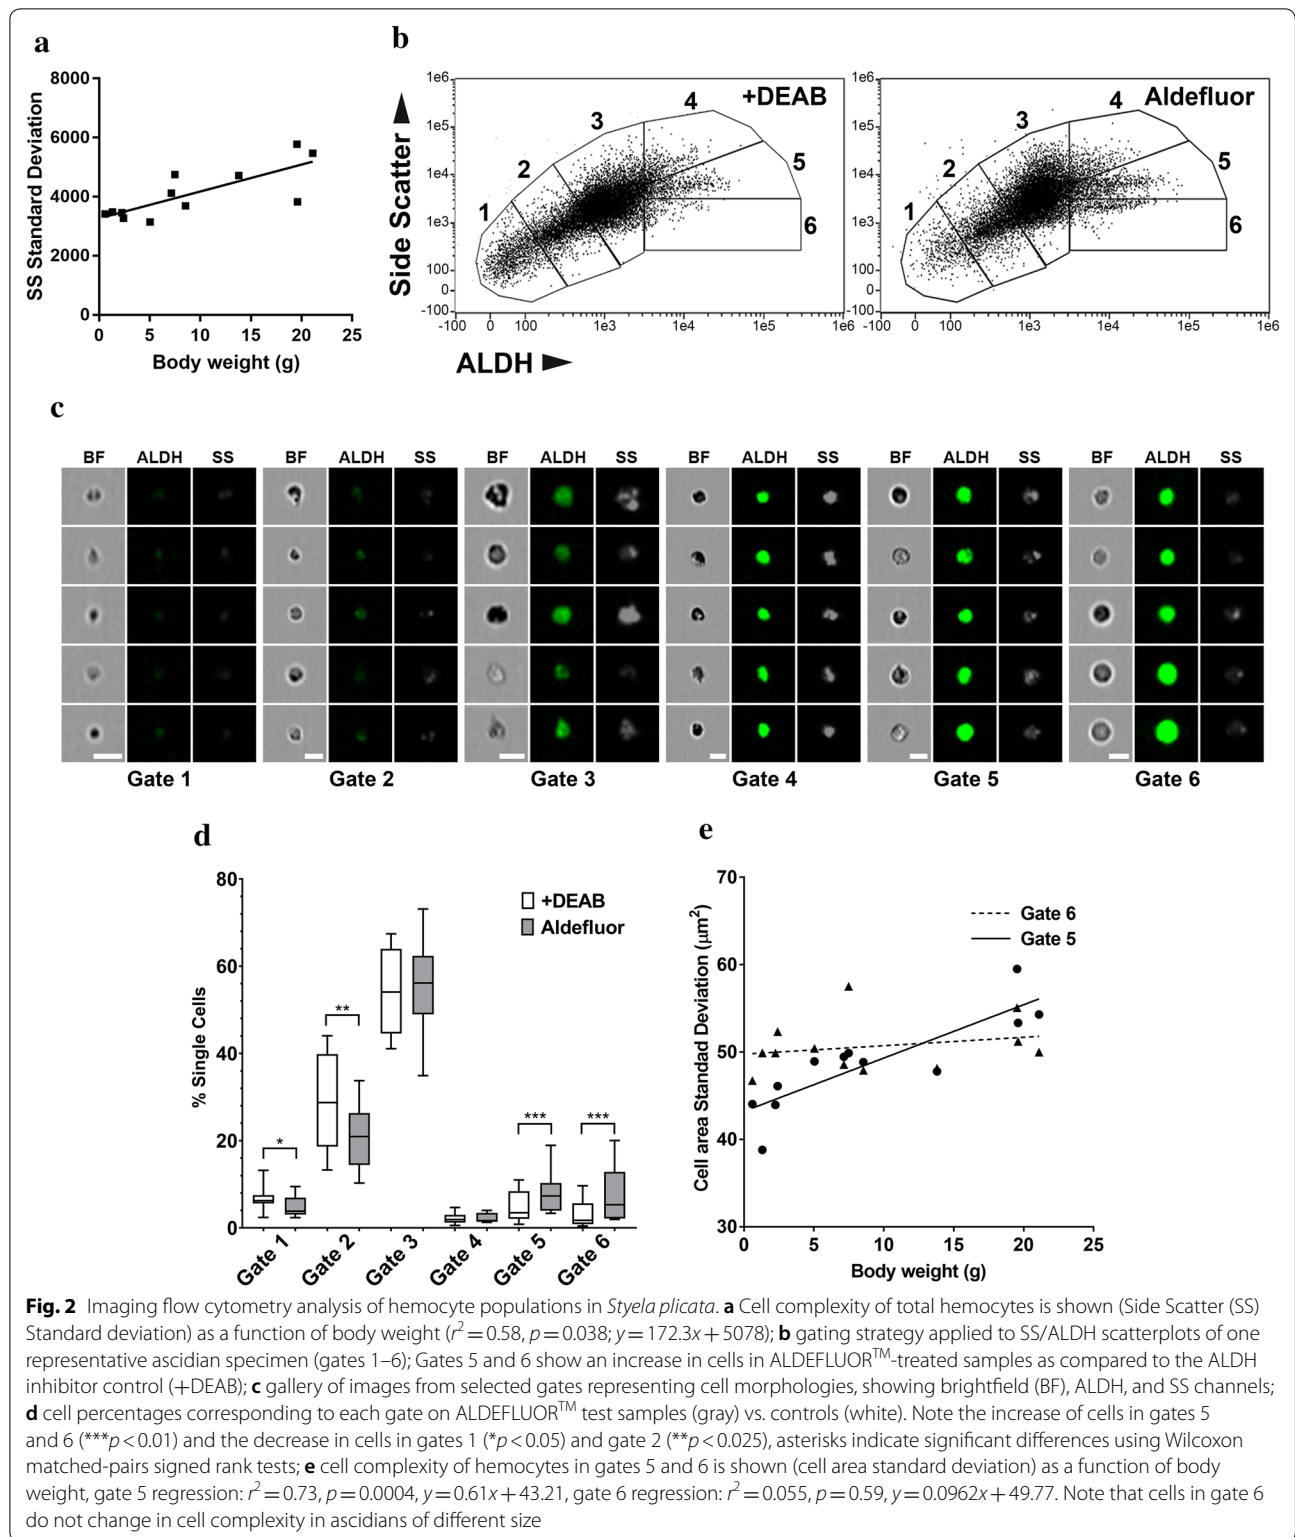 a
8000
6000
4000
2000
0
SS Standard Deviation
0 5 10 15 20 25
Body weight (g)
b
Side Scatter
1e6
1e5
1e4
1e3
100
0
-100
+DEAB
1
2
3
4
5
6
-100 0 100 1e3 1e4 1e5 1e6
1e6
1e5
1e4
1e3
100
0
-100
Aldefluor
1
2
3
4
5
6
-100 0 100 1e3 1e4 1e5 1e6
ALDH
c
BF ALDH SS BF ALDH SS BF ALDH SS BF ALDH SS BF ALDH SS BF ALDH SS
Gate 1 Gate 2 Gate 3 Gate 4 Gate 5 Gate 6
d
80
60
40
20
0
% Single Cells
+DEAB
Aldefluor
*
**
***
***
Gate 1 Gate 2 Gate 3 Gate 4 Gate 5 Gate 6
e
70
60
50
40
30
Cell area Standad Deviation (μm²)
Gate 6
Gate 5
0 5 10 15 20 25
Body weight (g)
Fig. 2 Imaging flow cytometry analysis of hemocyte populations in Styela plicata. a Cell complexity of total hemocytes is shown (Side Scatter (SS)
Standard deviation) as a function of body weight (r² = 0.58, p = 0.038; y = 172.3x + 5078); b gating strategy applied to SS/ALDH scatterplots of one
representative ascidian specimen (gates 1–6); Gates 5 and 6 show an increase in cells in ALDEFLUOR™-treated samples as compared to the ALDH
inhibitor control (+DEAB); c gallery of images from selected gates representing cell morphologies, showing brightfield (BF), ALDH, and SS channels;
d cell percentages corresponding to each gate on ALDEFLUOR™ test samples (gray) vs. controls (white). Note the increase of cells in gates 5
and 6 (***p < 0.01) and the decrease in cells in gates 1 (*p < 0.05) and gate 2 (**p < 0.025), asterisks indicate significant differences using Wilcoxon
matched-pairs signed rank tests; e cell complexity of hemocytes in gates 5 and 6 is shown (cell area standard deviation) as a function of body
weight, gate 5 regression: r² = 0.73, p = 0.0004, y = 0.61x + 43.21, gate 6 regression: r² = 0.055, p = 0.59, y = 0.0962x + 49.77. Note that cells in gate 6
do not change in cell complexity in ascidians of different size